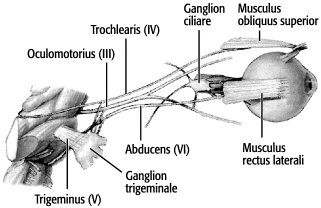 Ganglion
ciliare
Musculus
obliquus superior
Trochlearis (IV)
Oculomotorius (III)
Abducens (VI)
Musculus
rectus laterali
Ganglion
trigeminale
Trigeminus (V)